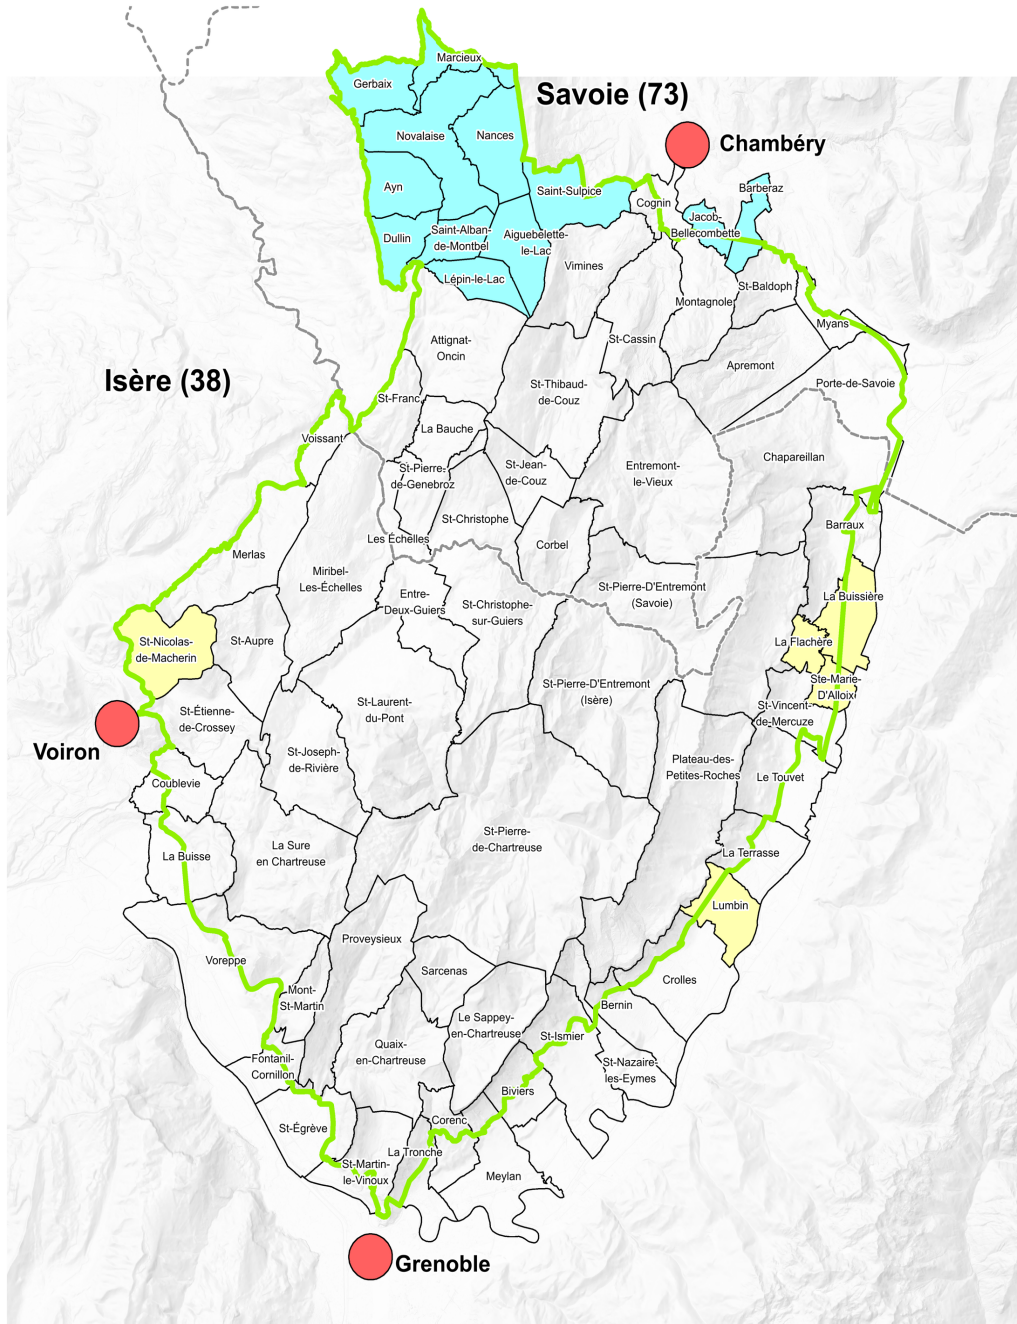 Marcieux
Gerbaix
Savoie (73)
Novalaise
Nances
Chambéry
Ayn
Saint-Sulpice
Barberaz
Cognin
Jacob-
Bellecombette
Dullin
Saint-Alban-
de-Montbel
Aiguebelette-
le-Lac
Vimines
Lépin-le-Lac
St-Baldoph
Montagnole
Myans
Attignat-
Oncin
St-Cassin
Apremont
Isère (38)
St-Thibaud-
de-Couz
Porte-de-Savoie
St-Franc
La Bauche
Voissant
Chapareillan
St-Pierre-
de-Genebroz
St-Jean-
de-Couz
Entremont-
le-Vieux
St-Christophe
Barraux
Les Échelles
Corbel
Merlas
Miribel-
Les-Échelles
Entre-
Deux-Guiers
St-Christophe-
sur-Guiers
St-Pierre-D'Entremont
(Savoie)
La Buissière
St-Nicolas-
de-Macherin
St-Aupre
La Flachère
Ste-Marie-
D'Alloix
St-Pierre-D'Entremont
(Isère)
St-Vincent-
de-Mercuze
St-Étienne-
de-Crossey
St-Laurent-
du-Pont
Voiron
St-Joseph-
de-Rivière
Plateau-des-
Petites-Roches
Le Touvet
Coublevie
La Buisse
La Sure
en Chartreuse
St-Pierre-
de-Chartreuse
La Terrasse
Lumbin
Proveysieux
Voreppe
Sarcenas
Crolles
Mont-
St-Martin
Bernin
Le Sappey-
en-Chartreuse
St-Ismier
Quaix-
en-Chartreuse
Fontanil-
Cornillon
St-Nazaire-
les-Eymes
Biviers
St-Égrève
Corenc
La Tronche
St-Martin-
le-Vinoux
Meylan
Grenoble